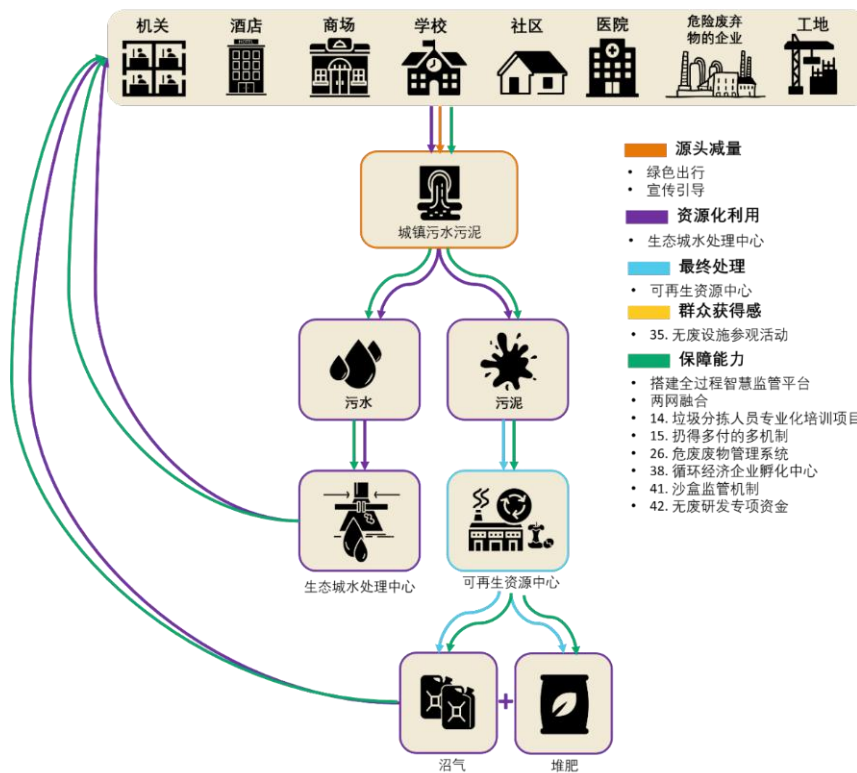 机关
酒店
商场
学校
社区
医院
危险废弃
物的企业
工地
城镇污水污泥
源头减量
• 绿色出行
• 宣传引导
资源化利用
• 生态城水处理中心
最终处理
• 可再生资源中心
群众获得感
• 35. 无废设施参观活动
保障能力
• 搭建全过程智慧监管平台
• 两网融合
• 14. 垃圾分拣人员专业化培训项目
• 15. 扔得多付的多机制
• 26. 危废废物管理系统
• 38. 循环经济企业孵化中心
• 41. 沙盒监管机制
• 42. 无废研发专项资金
污水
污泥
生态城水处理中心
可再生资源中心
+
沼气
堆肥